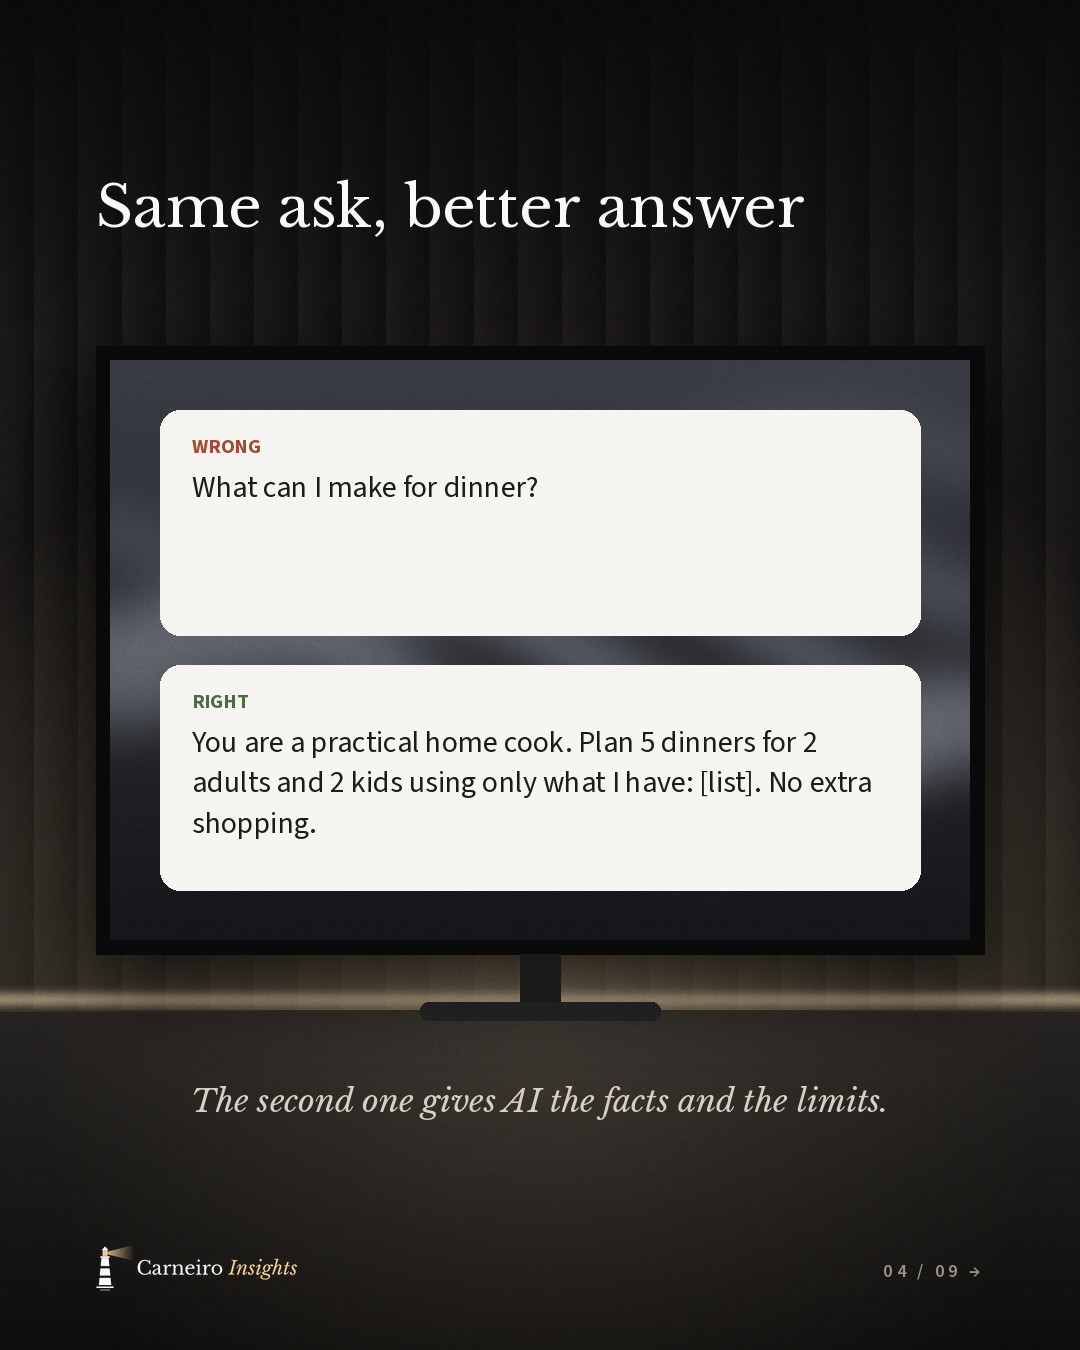 Same ask, better answer
WRONG
What can I make for dinner?
RIGHT
You are a practical home cook. Plan 5 dinners for 2
adults and 2 kids using only what I have: [list]. No extra
shopping.
The second one gives AI the facts and the limits.
Carneiro Insights
04 / 09 →